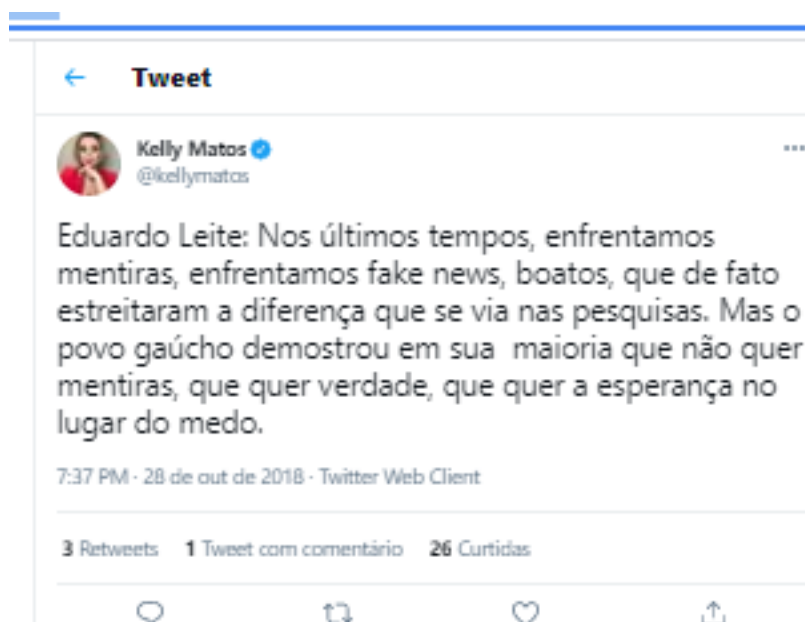 Tweet
Kelly Matos
@kellymatos
Eduardo Leite: Nos últimos tempos, enfrentamos
mentiras, enfrentamos fake news, boatos, que de fato
estreitaram a diferença que se via nas pesquisas. Mas o
povo gaúcho demostrou em sua  maioria que não quer
mentiras, que quer verdade, que quer a esperança no
lugar do medo.
7:37 PM · 28 de out de 2018 · Twitter Web Client
3 Retweets 1 Tweet com comentário 26 Curtidas